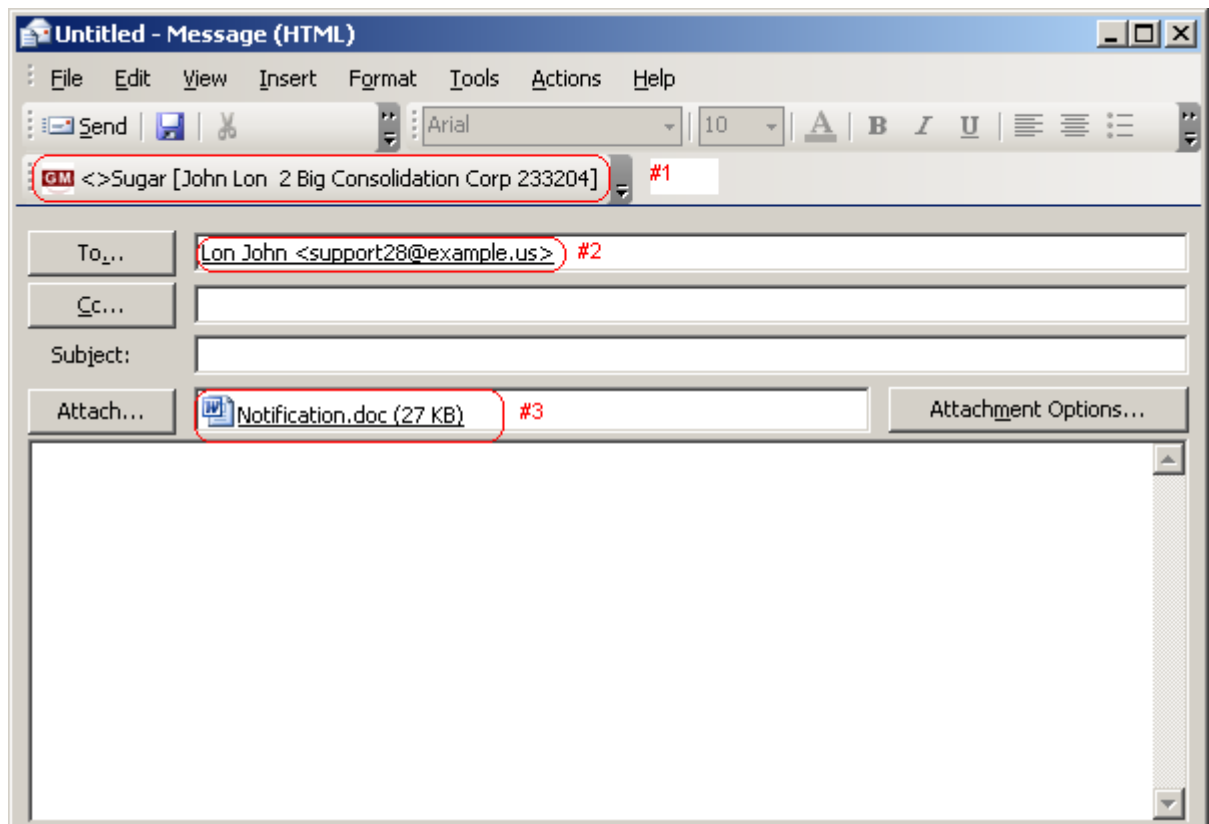 Untitled - Message (HTML)
File Edit View Insert Format Tools Actions Help
Send Arial 10 A B I U
GM <>Sugar [John Lon 2 Big Consolidation Corp 233204] #1
To... Lon John <support28@example.us> #2
Cc...
Subject:
Attach... Notification.doc (27 KB) #3 Attachment Options...